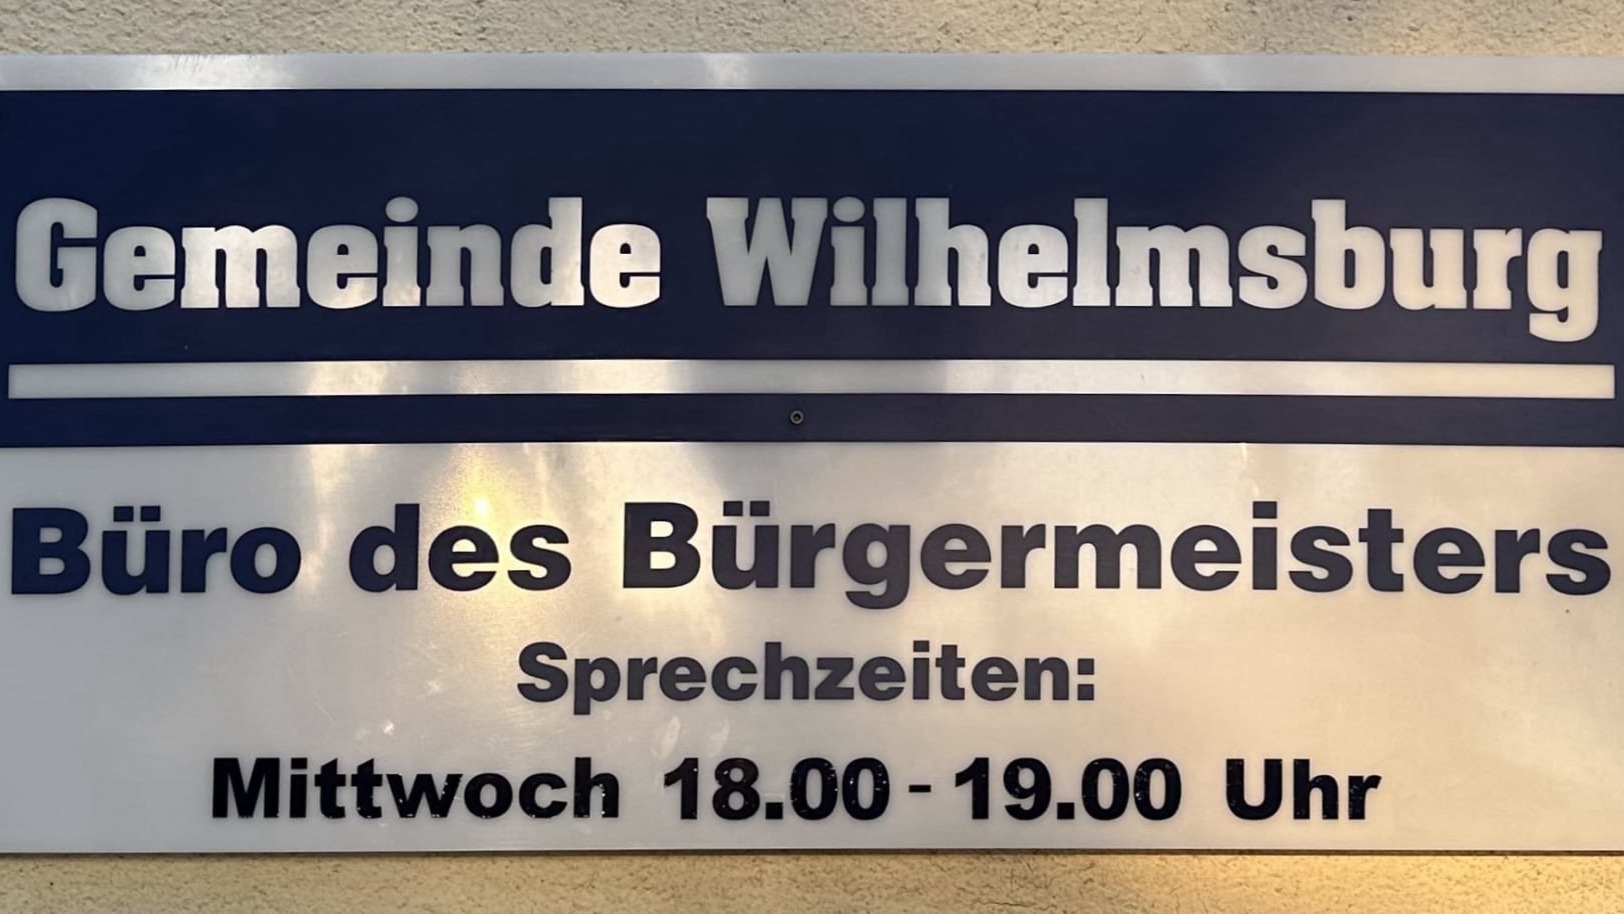 Gemeinde Wilhelmsburg
Büro des Bürgermeisters
Sprechzeiten:
Mittwoch 18.00 - 19.00 Uhr